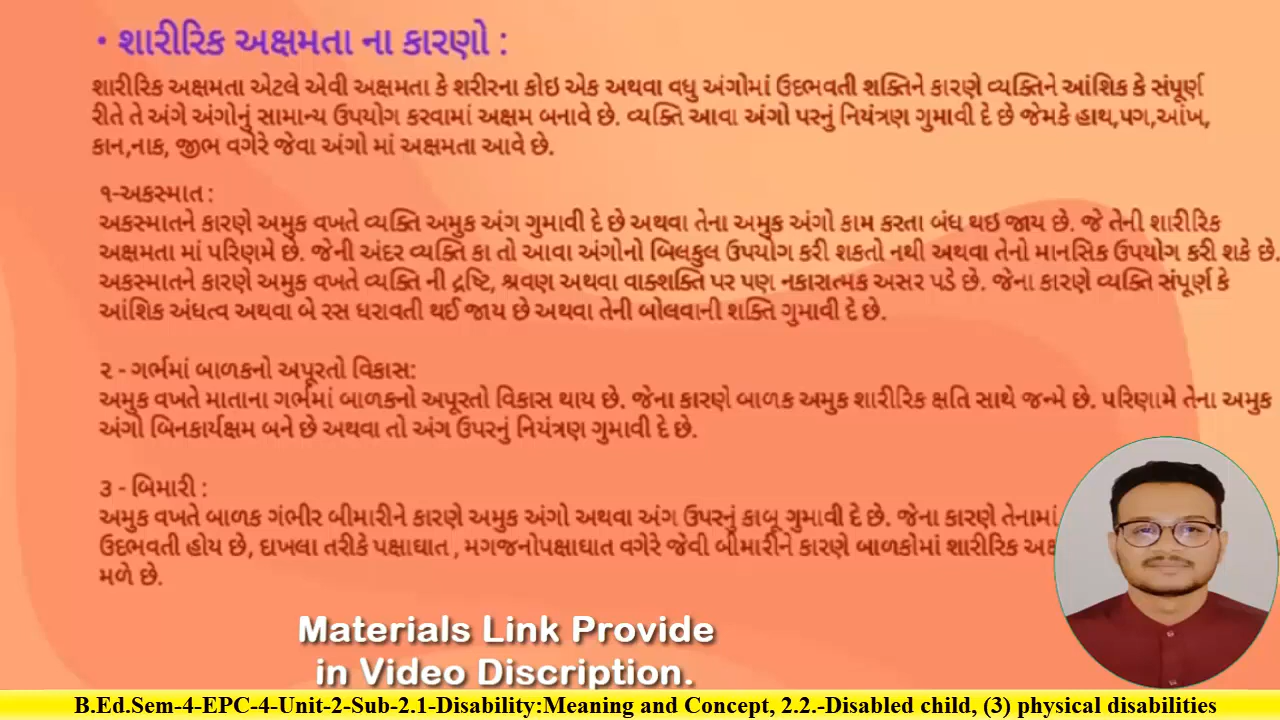 • શારીરિક અક્ષમતા ના કારણો :
શારીરિક અક્ષમતા એટલે એવી અક્ષમતા કે શરીરના કોઇ એક અથવા વધુ અંગોમાં ઉદભવતી શક્તિને કારણે વ્યક્તિને આંશિક કે સંપૂર્ણ
રીતે તે અંગે અંગોનું સામાન્ય ઉપયોગ કરવામાં અક્ષમ બનાવે છે. વ્યક્તિ આવા અંગો પરનું નિયંત્રણ ગુમાવી દે છે જેમકે હાથ,પગ,આંખ,
કાન,નાક, જીભ વગેરે જેવા અંગો માં અક્ષમતા આવે છે.
૧-અકસ્માત :
અકસ્માતને કારણે અમુક વખતે વ્યક્તિ અમુક અંગ ગુમાવી દે છે અથવા તેના અમુક અંગો કામ કરતા બંધ થઇ જાય છે. જે તેની શારીરિક
અક્ષમતા માં પરિણમે છે. જેની અંદર વ્યક્તિ કા તો આવા અંગોનો બિલકુલ ઉપયોગ કરી શકતો નથી અથવા તેનો માનસિક ઉપયોગ કરી શકે છે.
અકસ્માતને કારણે અમુક વખતે વ્યક્તિ ની દ્રષ્ટિ, શ્રવણ અથવા વાક્શક્તિ પર પણ નકારાત્મક અસર પડે છે. જેના કારણે વ્યક્તિ સંપૂર્ણ કે
આંશિક અંધત્વ અથવા બે રસ ધરાવતી થઈ જાય છે અથવા તેની બોલવાની શક્તિ ગુમાવી દે છે.
૨ - ગર્ભમાં બાળકનો અપૂરતો વિકાસ:
અમુક વખતે માતાના ગર્ભમાં બાળકનો અપૂરતો વિકાસ થાય છે. જેના કારણે બાળક અમુક શારીરિક ક્ષતિ સાથે જન્મે છે. પરિણામે તેના અમુક
અંગો બિનકાર્યક્ષમ બને છે અથવા તો અંગ ઉપરનું નિયંત્રણ ગુમાવી દે છે.
૩ - બિમારી :
અમુક વખતે બાળક ગંભીર બીમારીને કારણે અમુક અંગો અથવા અંગ ઉપરનું કાબૂ ગુમાવી દે છે. જેના કારણે તેનામાં
ઉદભવતી હોય છે, દાખલા તરીકે પક્ષાઘાત , મગજનોપક્ષાઘાત વગેરે જેવી બીમારીને કારણે બાળકોમાં શારીરિક
મળે છે.
Materials Link Provide
in Video Discription.
B.Ed.Sem-4-EPC-4-Unit-2-Sub-2.1-Disability:Meaning and Concept, 2.2.-Disabled child, (3) physical disabilities